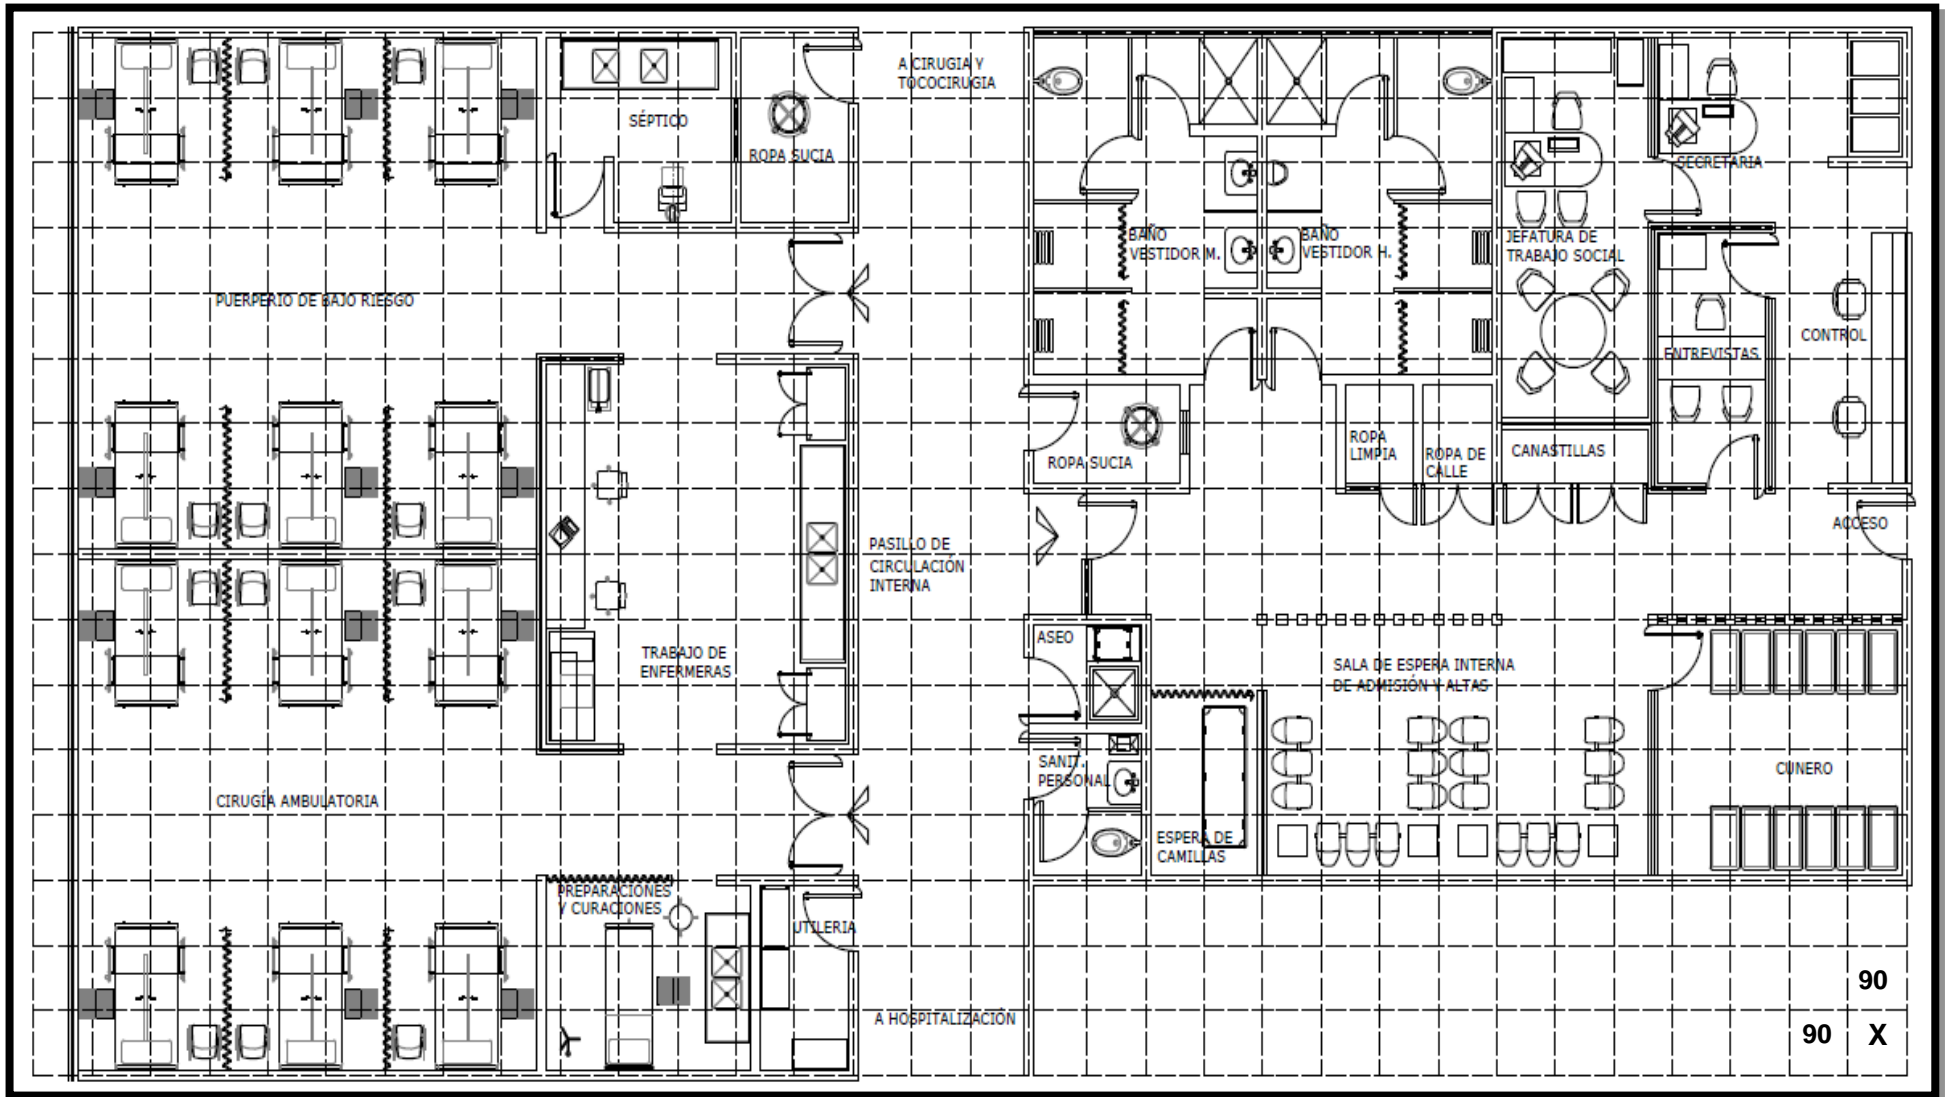 A CIRUGIA Y
TOCOCIRUGIA
SÉPTICO
ROPA SUCIA
SECRETARIA
BAÑO
VESTIDOR M.
BAÑO
VESTIDOR H.
JEFATURA DE
TRABAJO SOCIAL
PUERPERIO DE BAJO RIESGO
CONTROL
ENTREVISTAS
ROPA
LIMPIA
ROPA DE
CALLE
CANASTILLAS
ROPA SUCIA
ACCESO
PASILLO DE
CIRCULACIÓN
INTERNA
ASEO
TRABAJO DE
ENFERMERAS
SALA DE ESPERA INTERNA
DE ADMISIÓN Y ALTAS
SANIT.
PERSONAL
CUNERO
CIRUGÍA AMBULATORIA
ESPERA DE
CAMILLAS
PREPARACIONES
Y CURACIONES
UTILERIA
A HOSPITALIZACIÓN
90
90 X